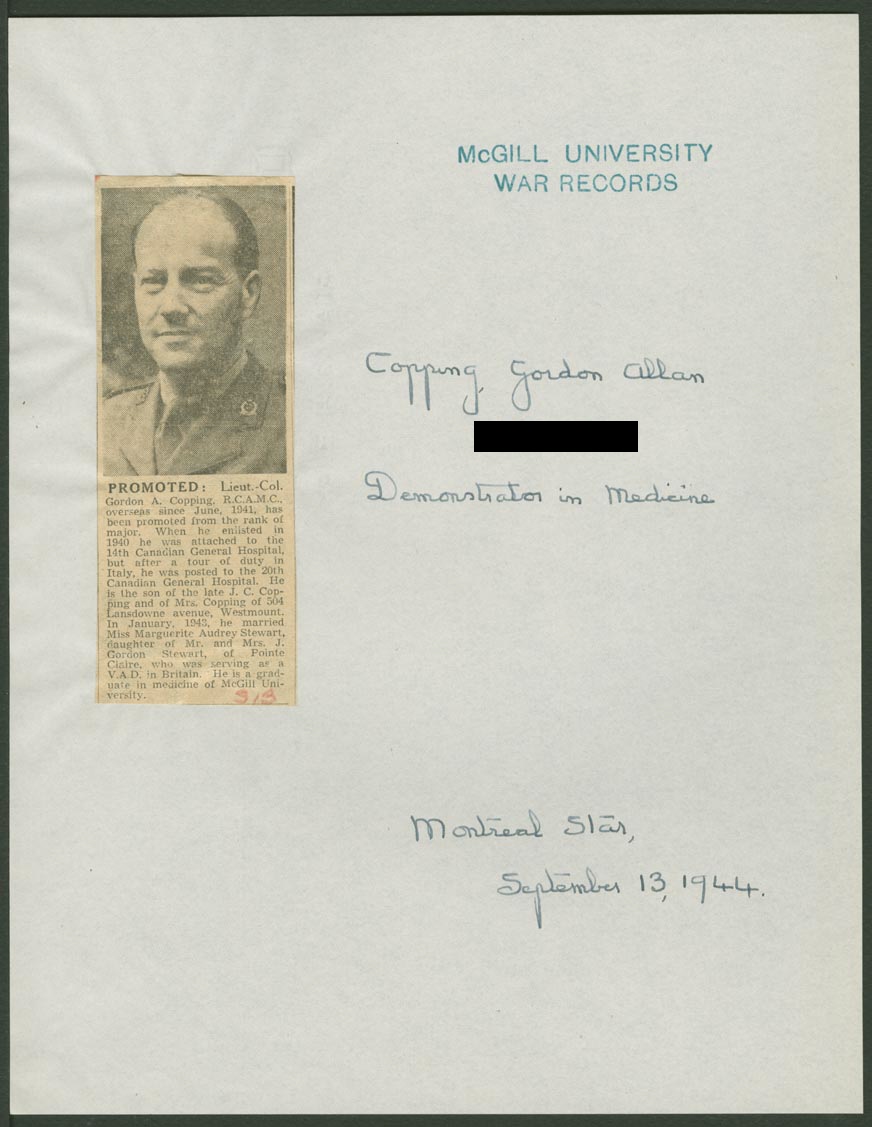 McGILL UNIVERSITY
WAR RECORDS
Copping, Gordon Allan
Demonstrator in Medicine
PROMOTED: Lieut.-Col.
Gordon A. Copping, R.C.A.M.C.,
overseas since June, 1941, has
been promoted from the rank of
major. When he enlisted in
1940 he was attached to the
14th Canadian General Hospital,
but after a tour of duty in
Italy, he was posted to the 20th
Canadian General Hospital. He
is the son of the late J. C. Cop-
ping and of Mrs. Copping of 504
Lansdowne avenue, Westmount.
In January, 1943, he married
Miss Marguerite Audrey Stewart,
daughter of Mr. and Mrs. J.
Gordon Stewart, of Pointe
Claire, who was serving as a
V.A.D. in Britain. He is a grad-
uate in medicine of McGill Uni-
versity.
Montreal Star,
September 13, 1944.